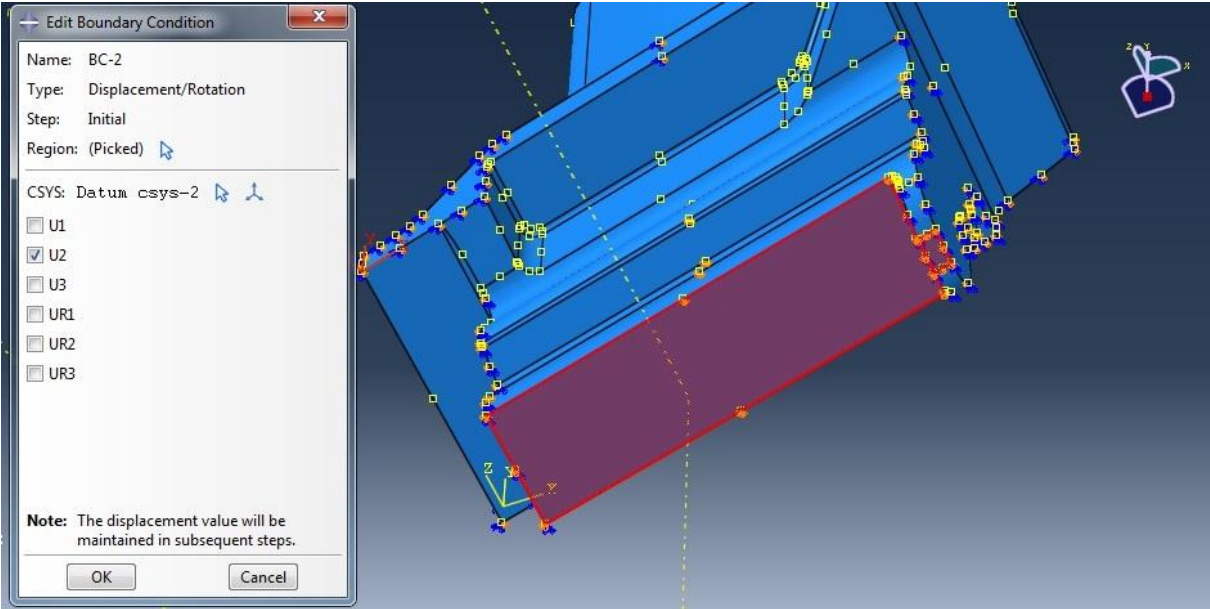 Edit Boundary Condition
Name: BC-2
Type: Displacement/Rotation
Step: Initial
Region: (Picked)
CSYS: Datum csys-2
U1
U2
U3
UR1
UR2
UR3
Note: The displacement value will be
maintained in subsequent steps.
OK Cancel
Z Y X
X
Z Y X